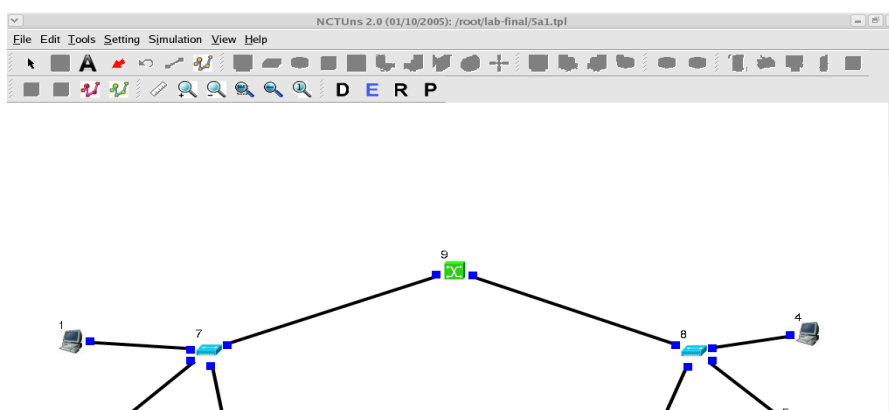 NCTUns 2.0 (01/10/2005): /root/lab-final/5a1.tpl
File Edit Tools Setting Simulation View Help
A
D E R P
9
1
7
8
4